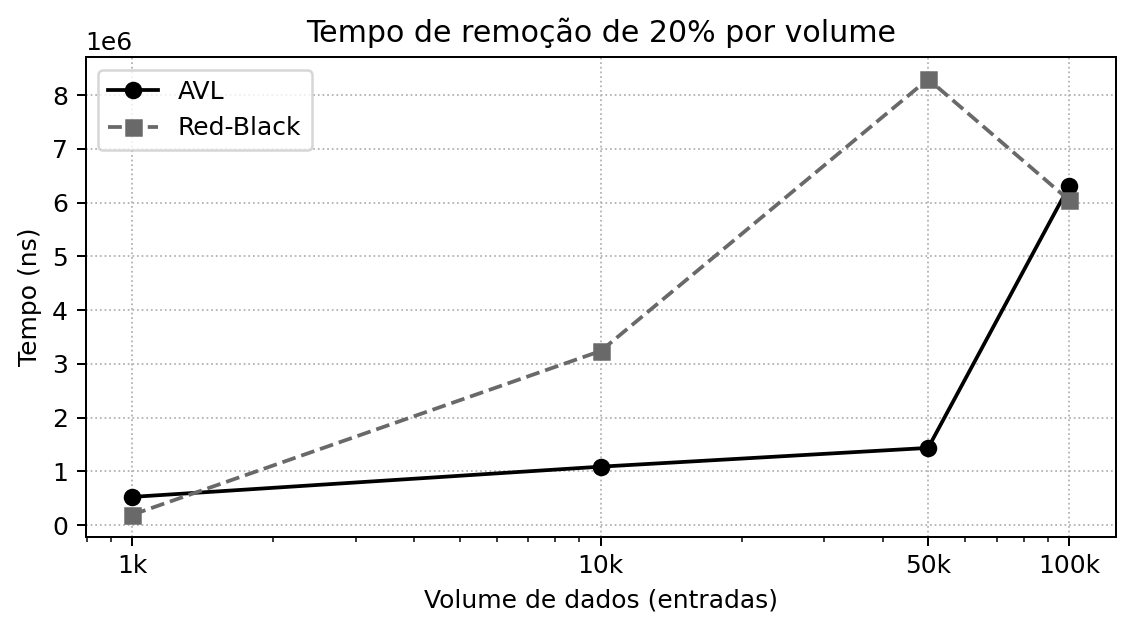 Tempo de remoção de 20% por volume
1e6
AVL
Red-Black
8
7
6
5
4
3
2
1
0
Tempo (ns)
1k
10k
50k
100k
Volume de dados (entradas)